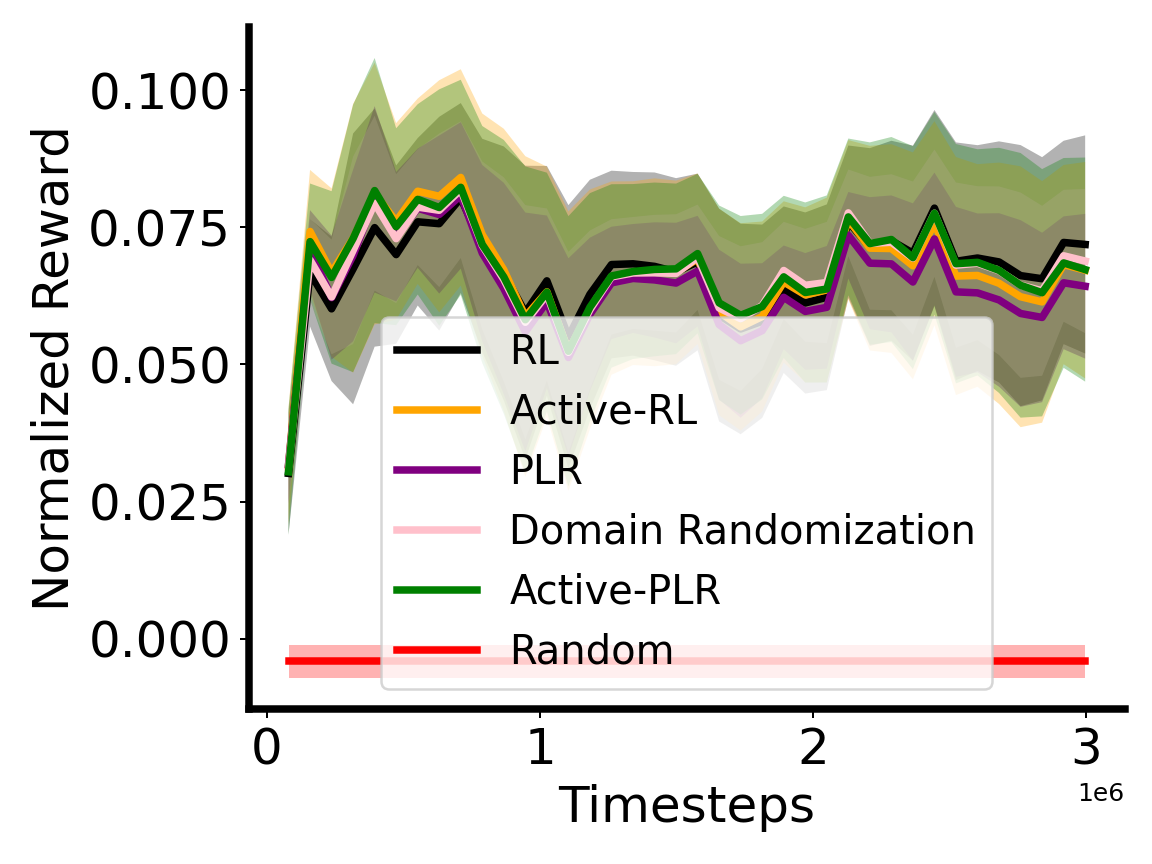 0.100
0.075
0.050
0.025
0.000
Normalized Reward
RL
Active-RL
PLR
Domain Randomization
Active-PLR
Random
0
1
2
3
1e6
Timesteps